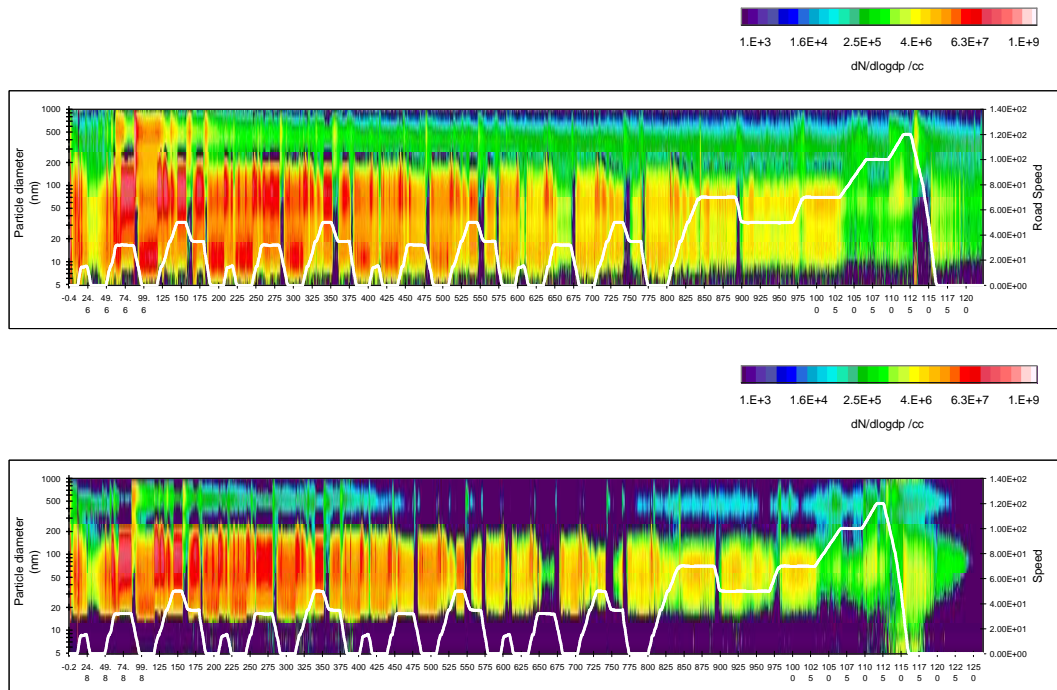 1.E+3 1.6E+4 2.5E+5 4.E+6 6.3E+7 1.E+9
dN/dlogdp /cc
Particle diameter
(nm)
1000
500
200
100
50
20
10
5
1.40E+02
1.20E+02
1.00E+02
8.00E+01
6.00E+01
4.00E+01
2.00E+01
0.00E+00
Road Speed
-0.4 24. 49. 74. 99. 125 150 175 200 225 250 275 300 325 350 375 400 425 450 475 500 525 550 575 600 625 650 675 700 725 750 775 800 825 850 875 900 925 950 975 100 102 105 107 110 112 115 117 120
6 6 6 6 0 5 0 5 0 5 0 5 0
1.E+3 1.6E+4 2.5E+5 4.E+6 6.3E+7 1.E+9
dN/dlogdp /cc
Particle diameter
(nm)
1000
500
200
100
50
20
10
5
1.40E+02
1.20E+02
1.00E+02
8.00E+01
6.00E+01
4.00E+01
2.00E+01
0.00E+00
Speed
-0.2 24. 49. 74. 99. 125 150 175 200 225 250 275 300 325 350 375 400 425 450 475 500 525 550 575 600 625 650 675 700 725 750 775 800 825 850 875 900 925 950 975 100 102 105 107 110 112 115 117 120 122 125
8 8 8 8 0 5 0 5 0 5 0 5 0 5 0